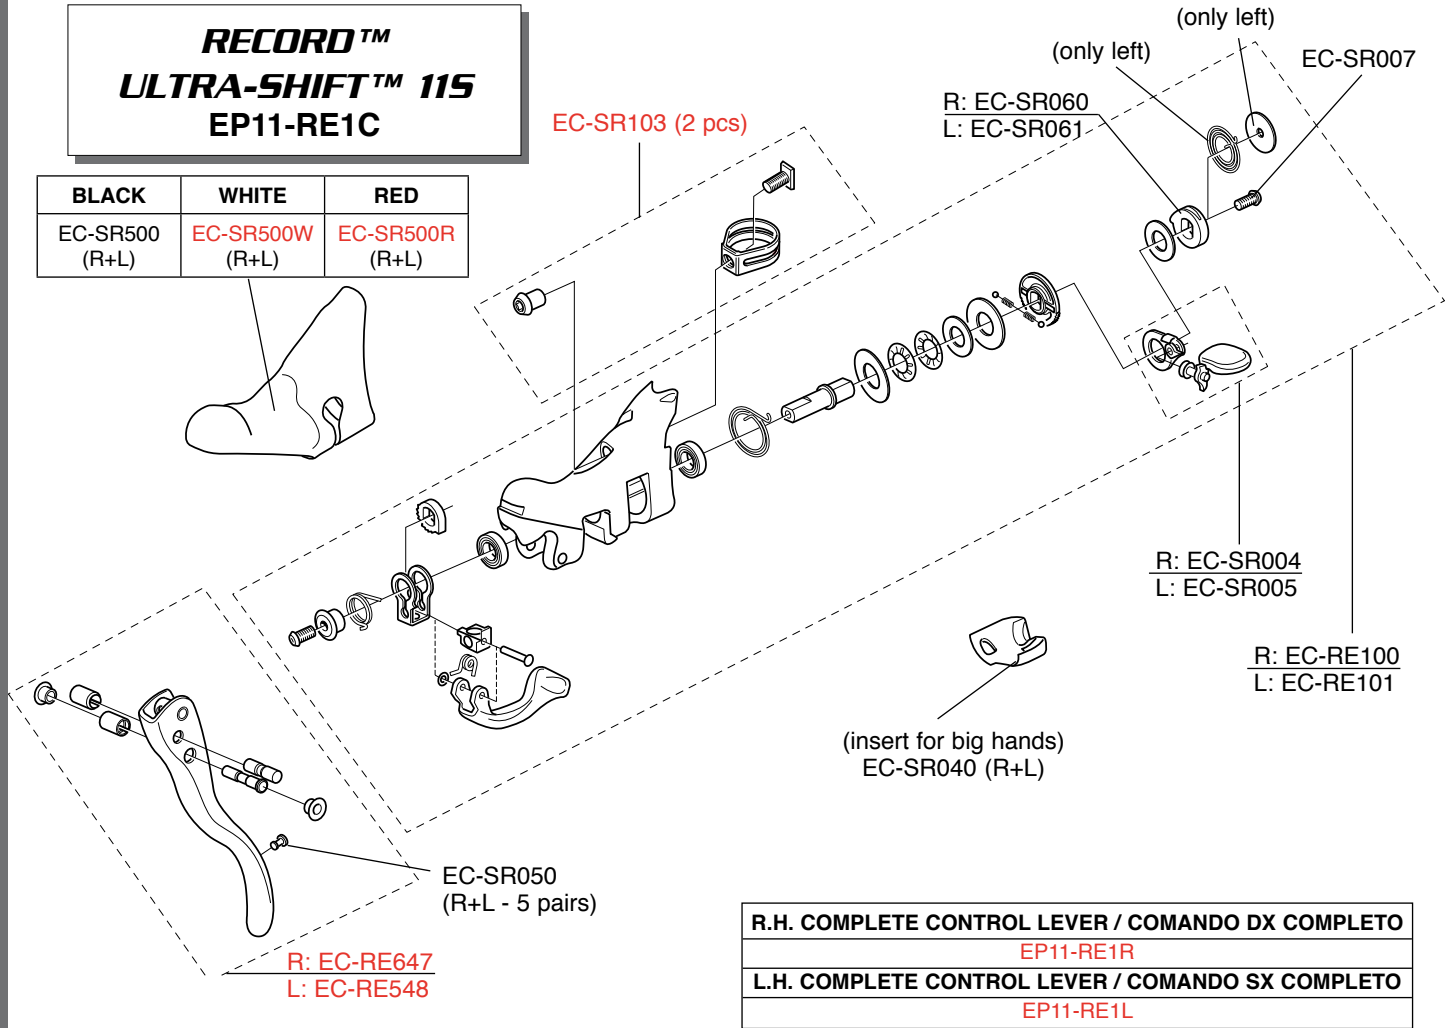 RECORD™
ULTRA-SHIFT™ 11S
EP11-RE1C
BLACK WHITE RED
EC-SR500 EC-SR500W EC-SR500R
(R+L) (R+L) (R+L)
EC-SR103 (2 pcs)
(only left)
(only left)
EC-SR007
R: EC-SR060
L: EC-SR061
R: EC-SR004
L: EC-SR005
R: EC-RE100
L: EC-RE101
(insert for big hands)
EC-SR040 (R+L)
EC-SR050
(R+L - 5 pairs)
R: EC-RE647
L: EC-RE548
R.H. COMPLETE CONTROL LEVER / COMANDO DX COMPLETO
EP11-RE1R
L.H. COMPLETE CONTROL LEVER / COMANDO SX COMPLETO
EP11-RE1L